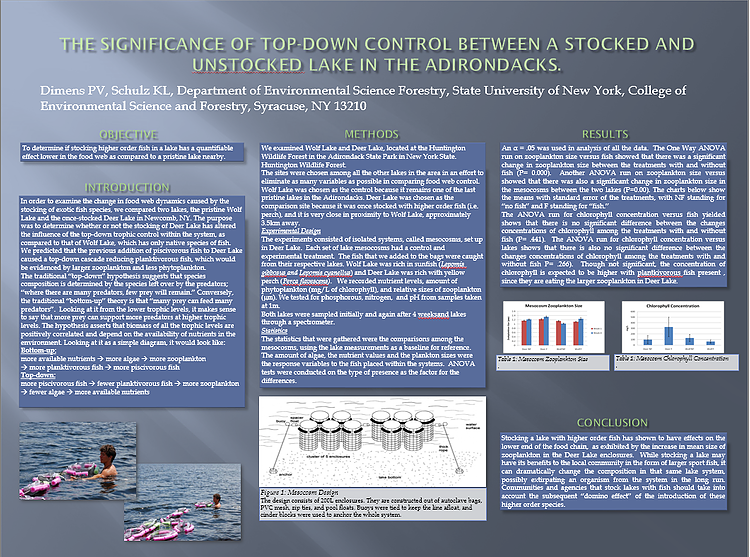 THE SIGNIFICANCE OF TOP-DOWN CONTROL BETWEEN A STOCKED AND
UNSTOCKED LAKE IN THE ADIRONDACKS.
Dimens PV, Schulz KL, Department of Environmental Science Forestry, State University of New York, College of
Environmental Science and Forestry, Syracuse, NY 13210
OBJECTIVE
To determine if stocking higher order fish in a lake has a quantifiable
effect lower in the food web as compared to a pristine lake nearby.
INTRODUCTION
In order to examine the change in food web dynamics caused by the
stocking of exotic fish species, we compared two lakes, the pristine Wolf
Lake and the once-stocked Deer Lake in Newcomb, NY. The purpose
was to determine whether or not the stocking of Deer Lake has altered
the influence of the top-down trophic control within the system, as
compared to that of Wolf Lake, which has only native species of fish.
We predicted that the previous addition of piscivorous fish to Deer Lake
caused a top-down cascade reducing planktivorous fish, which would
be evidenced by larger zooplankton and less phytoplankton.
The traditional "top-down" hypothesis suggests that species
composition is determined by the species left over by the predators;
"where there are many predators, few prey will remain." Conversely,
the traditional "bottom-up" theory is that "many prey can feed many
predators". Looking at it from the lower trophic levels, it makes
sense to say that more prey can support more predators at higher trophic
levels. The hypothesis asserts that biomass of all the trophic levels are
positively correlated and depend on the availability of nutrients in the
environment. Looking at it as a simple diagram, it would look like:
Bottom-up:
more available nutrients → more algae → more zooplankton
→ more planktivorous fish → more piscivorous fish
Top-down:
more piscivorous fish → fewer planktivorous fish → more zooplankton
→ fewer algae → more available nutrients
METHODS
We examined Wolf Lake and Deer Lake, located at the Huntington
Wildlife Forest in the Adirondack State Park in New York State.
Huntington Wildlife Forest.
The sites were chosen among all the other lakes in the area in an effort to
eliminate as many variables as possible in comparing food web control.
Wolf Lake was chosen as the control because it remains one of the last
pristine lakes in the Adirondacks. Deer Lake was chosen as the
comparison site because it was once stocked with higher order fish (i.e.
perch), and it is very close in proximity to Wolf Lake, approximately
3.5km away.
Experimental Design
The experiments consisted of isolated systems, called mesocosms, set up
in Deer Lake. Each set of lake mesocosms had a control and
experimental treatment. The fish that we added to the bags were caught
from their respective lakes. Wolf Lake was rich in sunfish (Lepomis
gibbosus and Lepomis cyanellus) and Deer Lake was rich with yellow
perch (Perca flavescens). We recorded nutrient levels, amount of
phytoplankton (mg/L of chlorophyll), and relative sizes of zooplankton
(µm). We tested for phosphorous, nitrogen, and pH from samples taken
at 1m.
Both lakes were sampled initially and again after 4 weeksand lakes
through a spectrometer.
Statistics
The statistics that were gathered were the comparisons among the
mesocosms, using the lake measurements as a baseline for reference.
The amount of algae, the nutrient values and the plankton sizes were
the response variables to the fish placed within the systems. ANOVA
tests were conducted on the type of presence as the factor for the
differences.
water surface
cluster of 5 enclosures
anchor
lake bottom
Figure 1: Mesocosm Design
The design consists of 200L enclosures. They are constructed out of autoclave bags,
PVC mesh, zip ties, and pool floats. Buoys were tied to keep the line afloat, and
cinder blocks were used to anchor the whole system.
RESULTS
An α = .05 was used in analysis of all the data. The One Way ANOVA
run on zooplankton size versus fish showed that there was a significant
change in zooplankton size between the treatments with and without
fish (P= 0.000). Another ANOVA run on zooplankton size versus
showed that there was also a significant change in zooplankton size in
the mesocosms between the two lakes (P=0.00). The charts below show
the means with standard error of the treatments, with NF standing for
"no fish" and F standing for "fish."
The ANOVA run for chlorophyll concentration versus fish yielded
shows that there is no significant difference between the changes
concentrations of chlorophyll among the treatments with and without
fish (P= .441). The ANOVA run for chlorophyll concentration versus
lakes shows that there is also no significant difference between the
changes concentrations of chlorophyll among the treatments with and
without fish P= .266). Though not significant, the concentration of
chlorophyll is expected to be higher with plantkivorous fish present ,
since they are eating the larger zooplankton in Deer Lake.
Mesocosm Zooplankton Size
Table 1: Mesocosm Zooplankton Size
Chlorophyll Concentration
Table 1: Mesocosm Chlorophyll Concentration
CONCLUSION
Stocking a lake with higher order fish has shown to have effects on the
lower end of the food chain, as exhibited by the increase in mean size of
zooplankton in the Deer Lake enclosures. While stocking a lake may
have its benefits to the local community in the form of larger sport fish, it
can dramatically change the composition in that same lake system,
possibly extirpating an organism from the system in the long run.
Communities and agencies that stock lakes with fish should take into
account the subsequent "domino effect" of the introduction of these
higher order species.